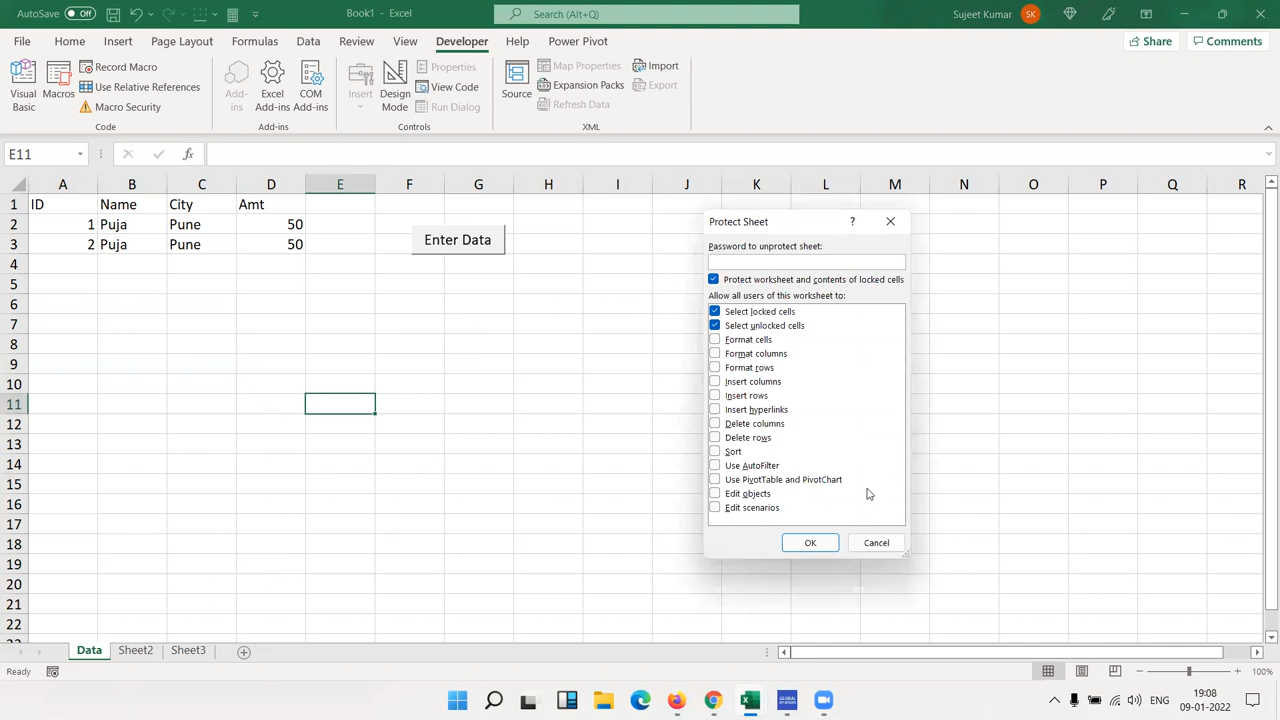 AutoSave Off Book1 - Excel Search (Alt+/) Sujeet Kumar SK
File Home Insert Page Layout Formulas Data Review View Developer Help Power Pivot Share Comments
Visual Basic
Macros
Record Macro
Use Relative References
Macro Security
Code
Add-ins
Excel Add-ins
COM Add-ins
Add-ins
Insert
Design Mode
Properties
View Code
Run Dialog
Controls
Source
Map Properties
Expansion Packs
Refresh Data
Import
Export
XML
E11 fx
A B C D E F G H I J K L M N O P Q R
1 ID Name City Amt
2 1 Puja Pune 50
3 2 Puja Pune 50
Enter Data
4
5
6
7
8
9
10
11
12
13
14
15
16
17
18
19
20
21
22
Protect Sheet ?
Password to unprotect sheet:
Protect worksheet and contents of locked cells
Allow all users of this worksheet to:
Select locked cells
Select unlocked cells
Format cells
Format columns
Format rows
Insert columns
Insert rows
Insert hyperlinks
Delete columns
Delete rows
Sort
Use AutoFilter
Use PivotTable and PivotChart
Edit objects
Edit scenarios
OK Cancel
Data Sheet2 Sheet3
Ready 100%
ENG 19:08
09-01-2022